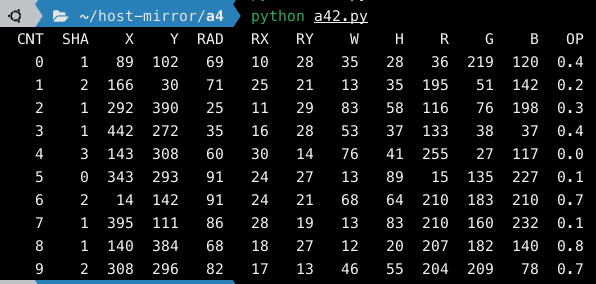 ~/host-mirror/a4 python a42.py
CNT SHA X Y RAD RX RY W H R G B OP
0 1 89 102 69 10 28 35 28 36 219 120 0.4
1 2 166 30 71 25 21 13 35 195 51 142 0.2
2 1 292 390 25 11 29 83 58 116 76 198 0.3
3 1 442 272 35 16 28 53 37 133 38 37 0.4
4 3 143 308 60 30 14 76 41 255 27 117 0.0
5 0 343 293 91 24 27 13 89 15 135 227 0.1
6 2 14 142 91 24 21 68 64 210 183 210 0.7
7 1 395 111 86 28 19 13 83 210 160 232 0.1
8 1 140 384 68 18 27 12 20 207 182 140 0.8
9 2 308 296 82 17 13 46 55 204 209 78 0.7